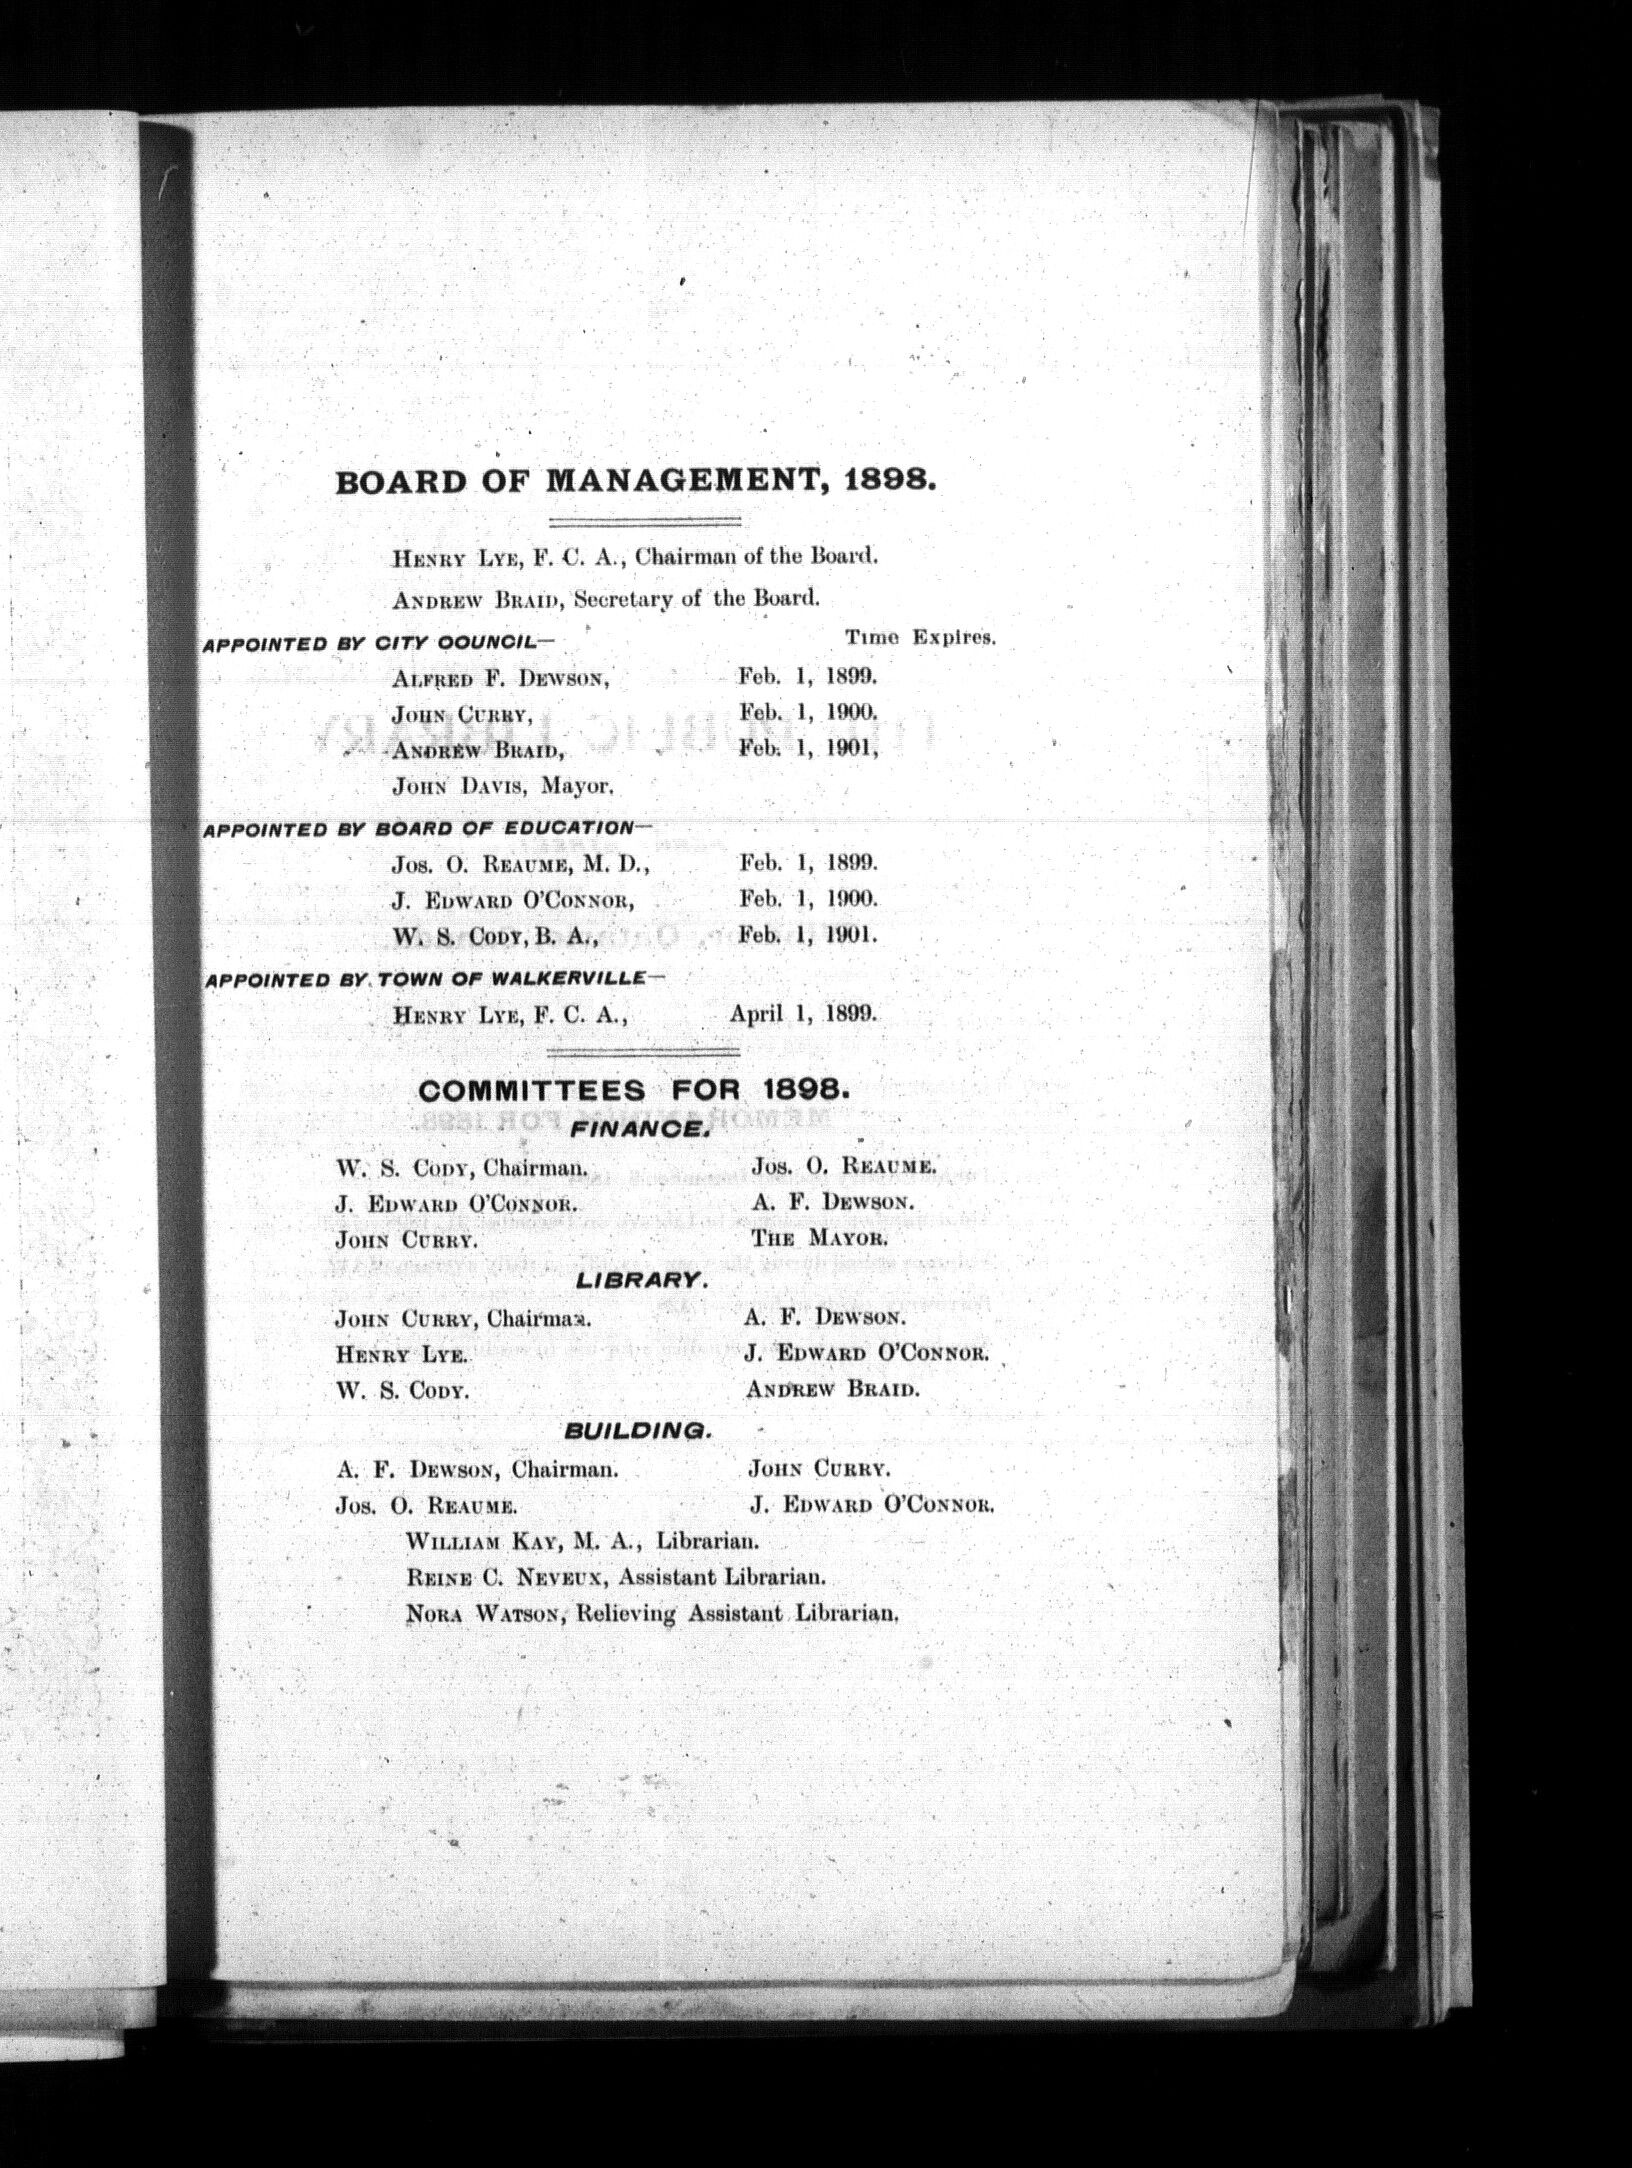 BOARD OF MANAGEMENT, 1898.
HENRY LYE, F. C. A., Chairman of the Board.
ANDREW BRAID, Secretary of the Board.
APPOINTED BY CITY COUNCIL— Time Expires.
ALFRED F. DEWSON, Feb. 1, 1899.
JOHN CURRY, Feb. 1, 1900.
ANDREW BRAID, Feb. 1, 1901,
JOHN DAVIS, Mayor.
APPOINTED BY BOARD OF EDUCATION—
JOS. O. REAUME, M. D., Feb. 1, 1899.
J. EDWARD O'CONNOR, Feb. 1, 1900.
W. S. CODY, B. A., Feb. 1, 1901.
APPOINTED BY TOWN OF WALKERVILLE—
HENRY LYE, F. C. A., April 1, 1899.
COMMITTEES FOR 1898.
FINANCE.
W. S. CODY, Chairman. JOS. O. REAUME.
J. EDWARD O'CONNOR. A. F. DEWSON.
JOHN CURRY. THE MAYOR.
LIBRARY.
JOHN CURRY, Chairman. A. F. DEWSON.
HENRY LYE. J. EDWARD O'CONNOR.
W. S. CODY. ANDREW BRAID.
BUILDING.
A. F. DEWSON, Chairman. JOHN CURRY.
JOS. O. REAUME. J. EDWARD O'CONNOR.
WILLIAM KAY, M. A., Librarian.
REINE C. NEVEUX, Assistant Librarian.
NORA WATSON, Relieving Assistant Librarian.